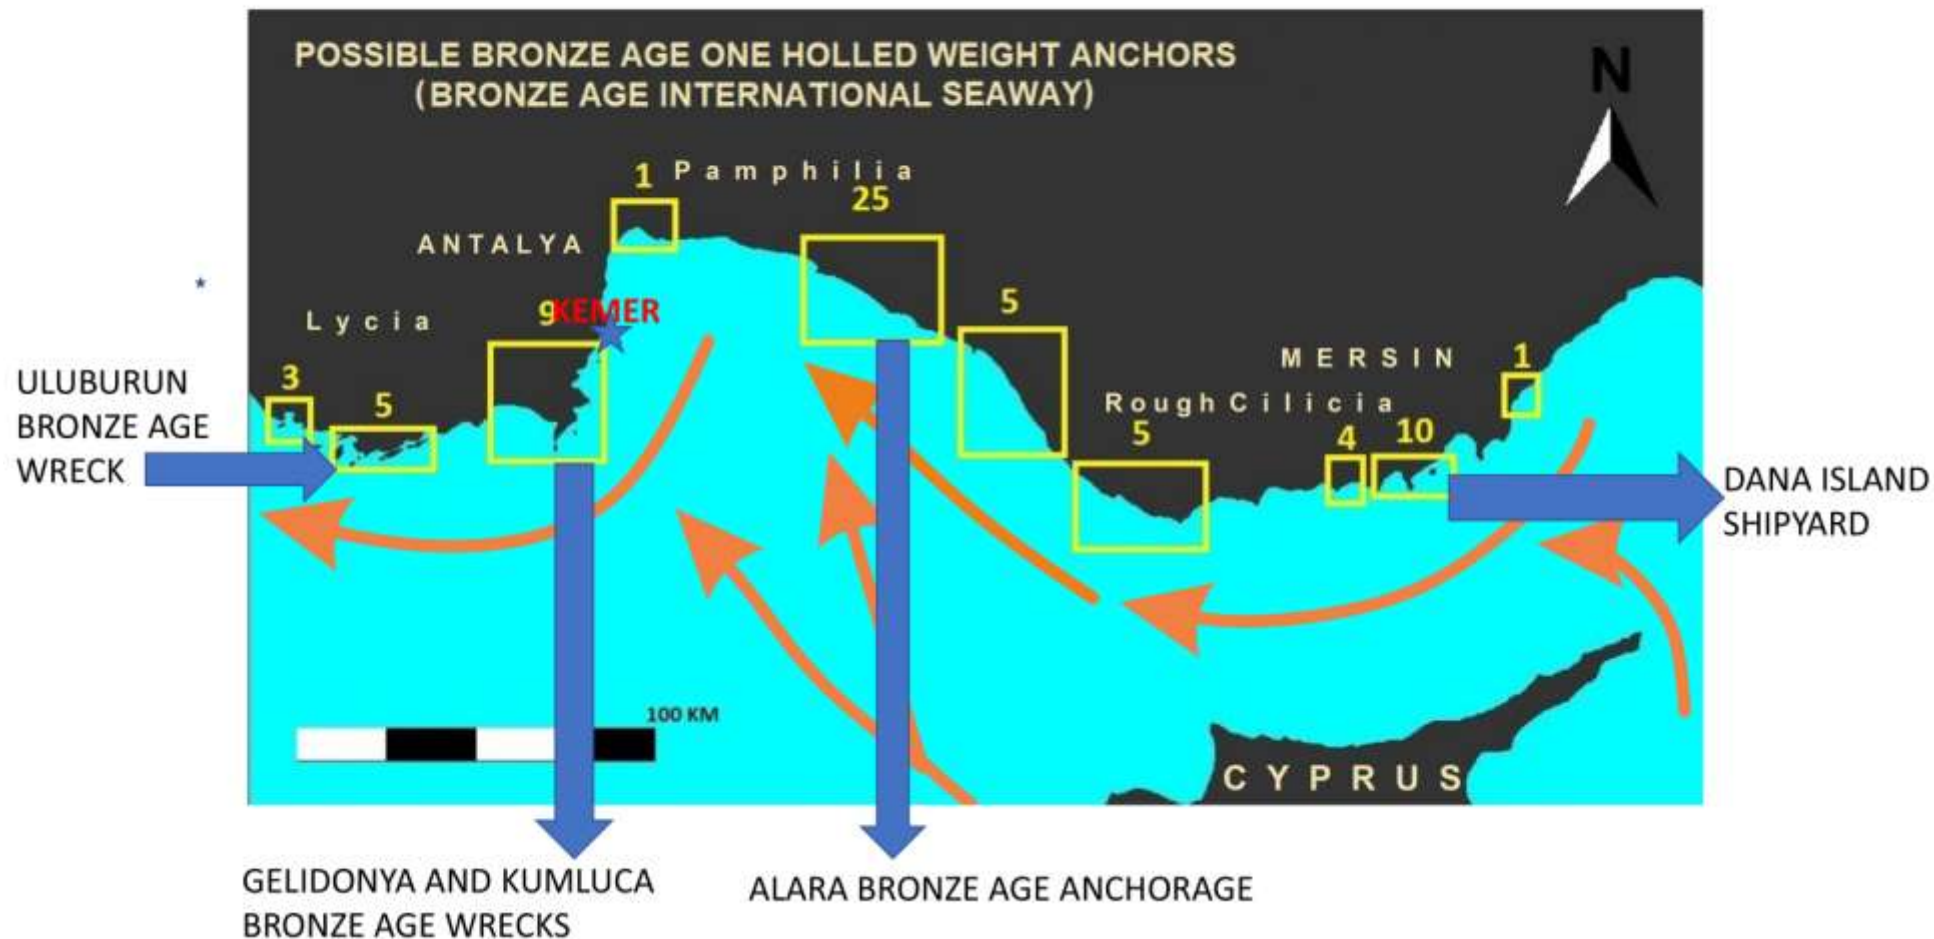 POSSIBLE BRONZE AGE ONE HOLLED WEIGHT ANCHORS
(BRONZE AGE INTERNATIONAL SEAWAY)
N
1
Pamphilia
25
ANTALYA
*
Lycia
9
KEMER
5
MERSIN
1
ULUBURUN
BRONZE AGE
WRECK
3
5
Rough Cilicia
5
4
10
DANA ISLAND
SHIPYARD
100 KM
CYPRUS
GELIDONYA AND KUMLUCA
BRONZE AGE WRECKS
ALARA BRONZE AGE ANCHORAGE